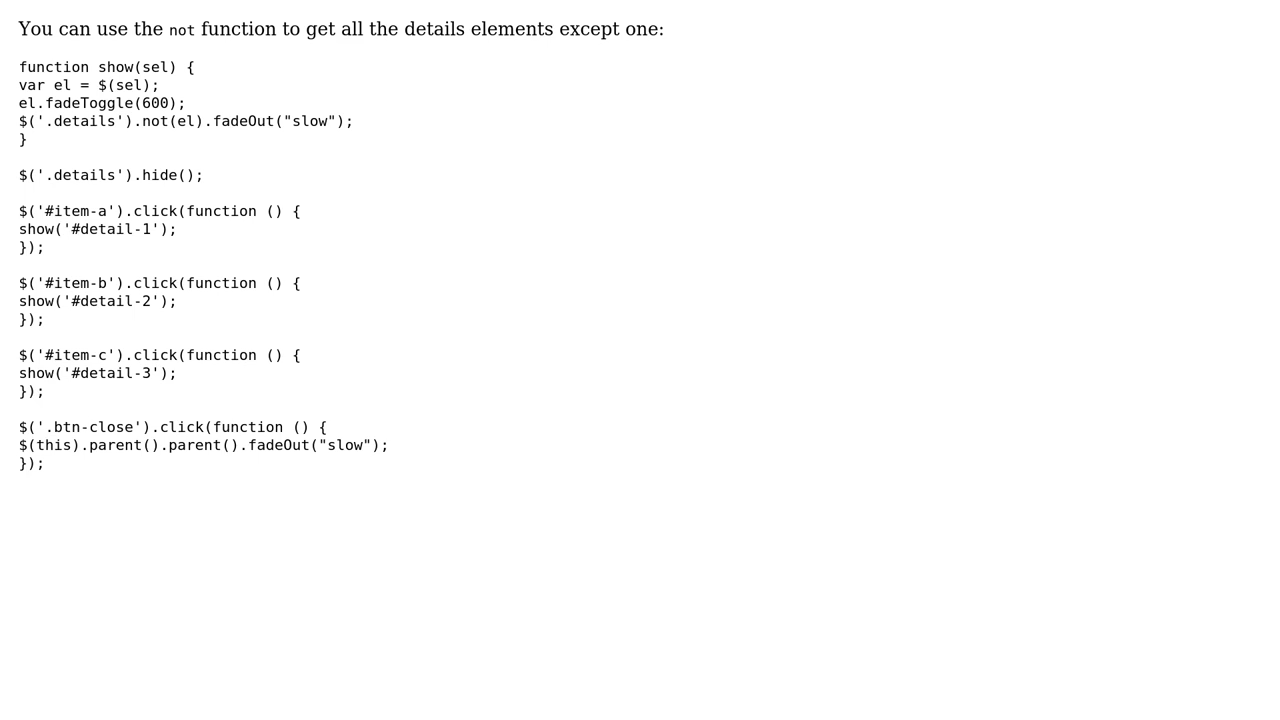 You can use the not function to get all the details elements except one:
function show(sel) {
var el = $(sel);
el.fadeToggle(600);
$('.details').not(el).fadeOut("slow");
}
$('.details').hide();
$('#item-a').click(function () {
show('#detail-1');
});
$('#item-b').click(function () {
show('#detail-2');
});
$('#item-c').click(function () {
show('#detail-3');
});
$('.btn-close').click(function () {
$(this).parent().parent().fadeOut("slow");
});